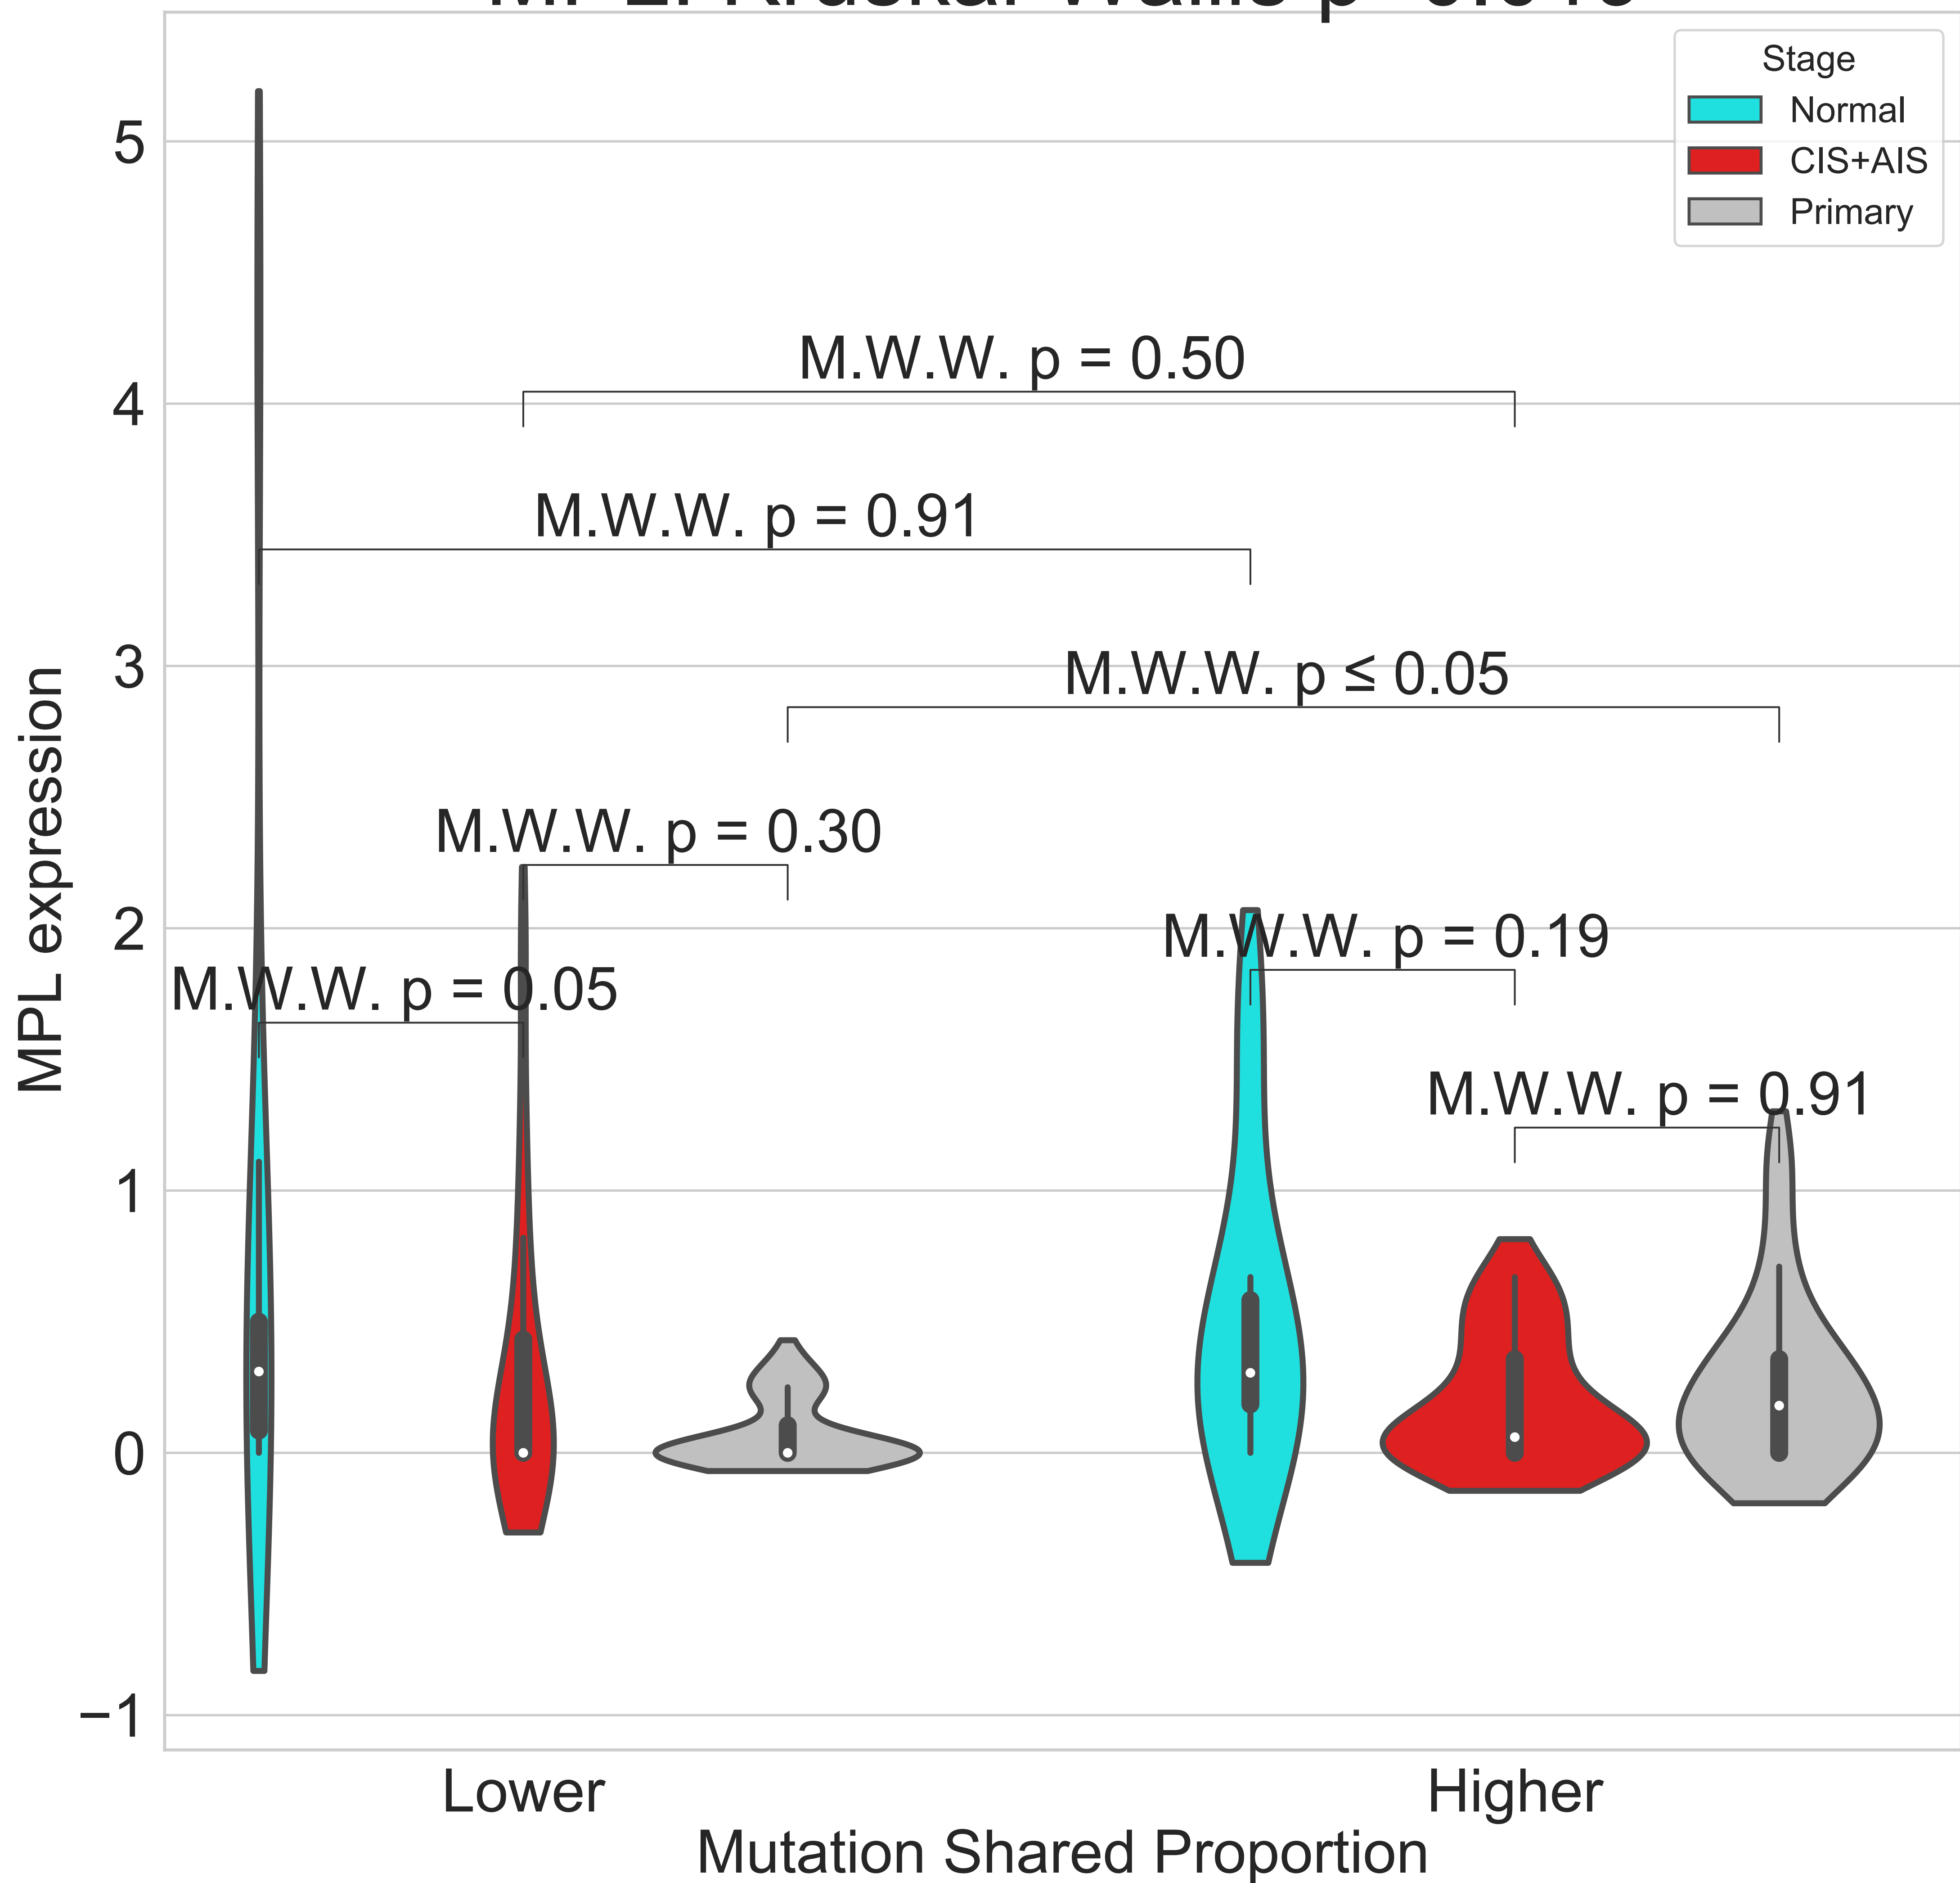 Stage
Normal
CIS+AIS
Primary
5
4
3
2
1
0
−1
MPL expression
M.W.W. p = 0.50
M.W.W. p = 0.91
M.W.W. p ≤ 0.05
M.W.W. p = 0.30
M.W.W. p = 0.19
M.W.W. p = 0.05
M.W.W. p = 0.91
Lower
Higher
Mutation Shared Proportion